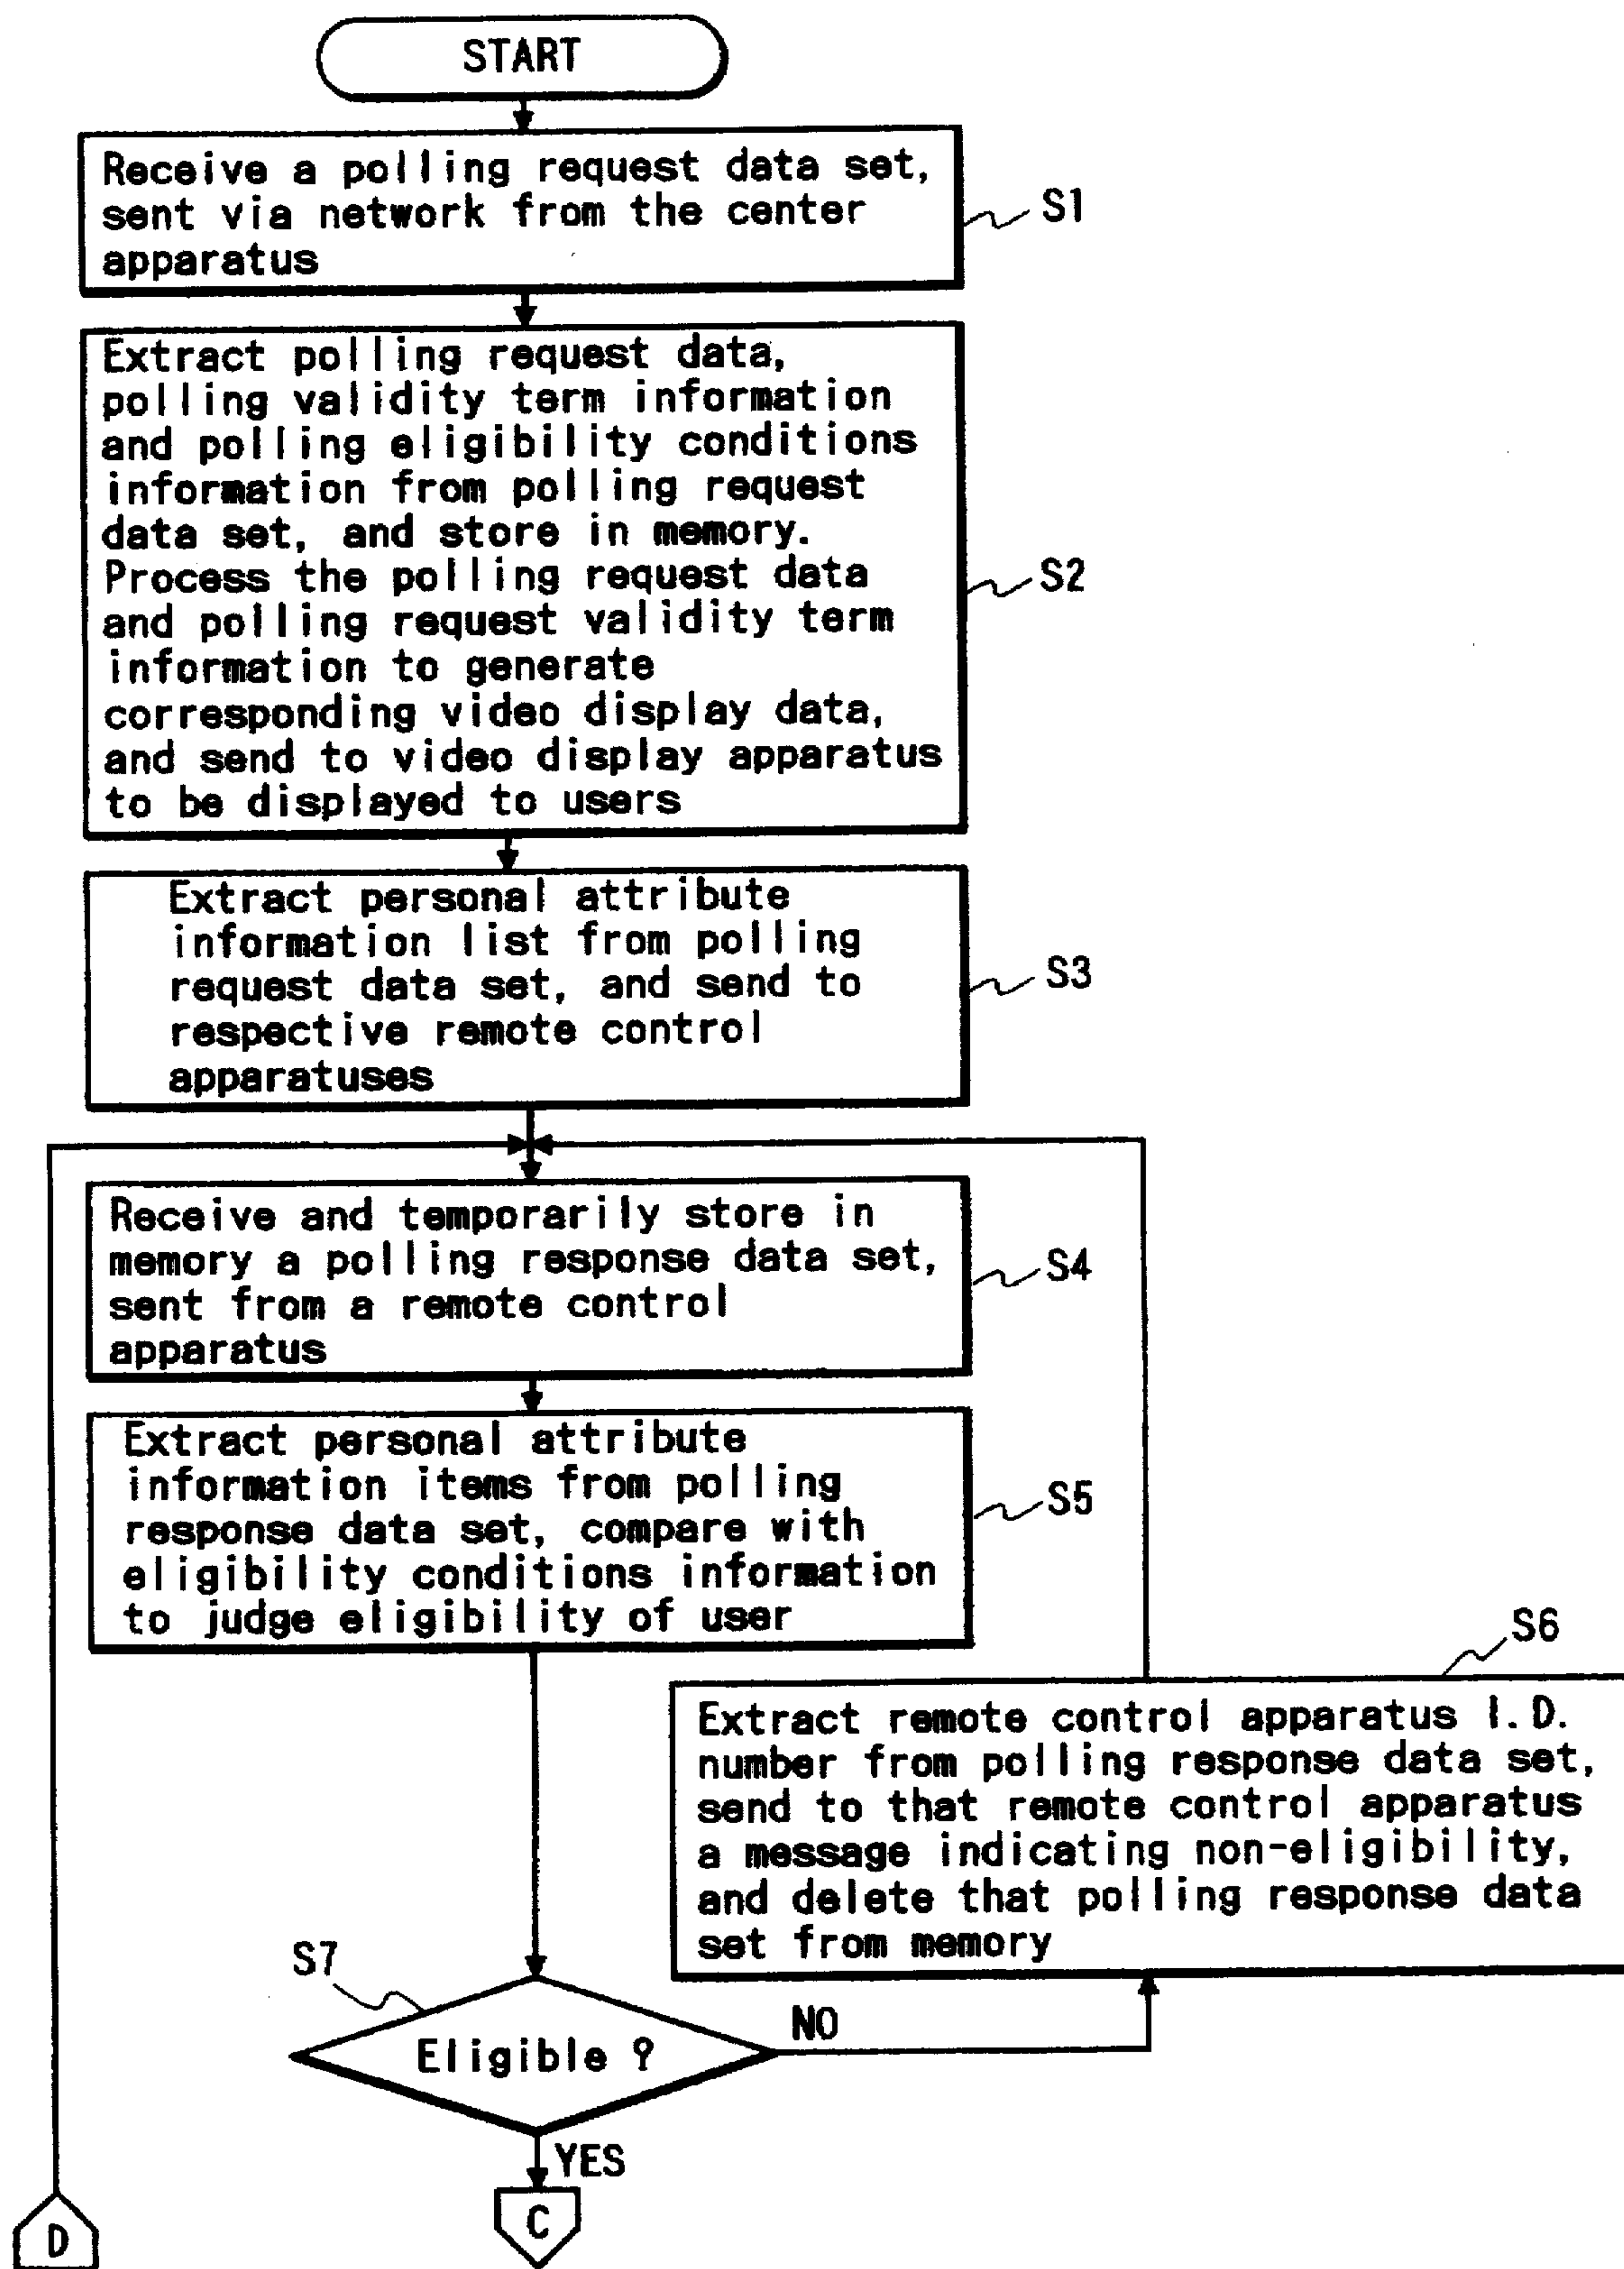 START
Receive a polling request data set,
sent via network from the center
apparatus
S1
Extract polling request data,
polling validity term information
and polling eligibility conditions
information from polling request
data set, and store in memory.
Process the polling request data
and polling request validity term
information to generate
corresponding video display data,
and send to video display apparatus
to be displayed to users
S2
Extract personal attribute
information list from polling
request data set, and send to
respective remote control
apparatuses
S3
Receive and temporarily store in
memory a polling response data set,
sent from a remote control
apparatus
S4
Extract personal attribute
information items from polling
response data set, compare with
eligibility conditions information
to judge eligibility of user
S5
S6
Extract remote control apparatus I.D.
number from polling response data set,
send to that remote control apparatus
a message indicating non-eligibility,
and delete that polling response data
set from memory
S7
Eligible ?
NO
YES
C
D